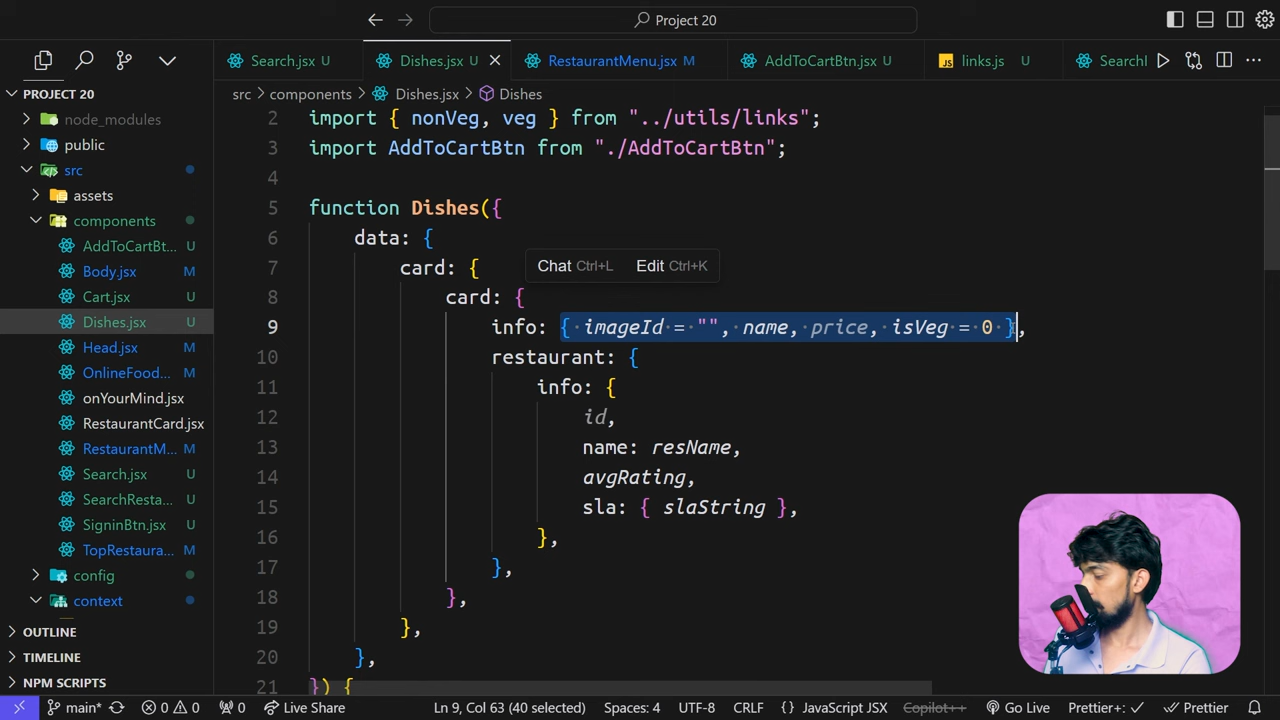 Project 20
Search.jsx U
Dishes.jsx U
RestaurantMenu.jsx M
AddToCartBtn.jsx U
links.js U
SearchI
PROJECT 20
src > components > Dishes.jsx > Dishes
node_modules
public
src
assets
components
AddToCartBt... U
Body.jsx M
Cart.jsx U
Dishes.jsx U
Head.jsx M
OnlineFood... M
onYourMind.jsx
RestaurantCard.jsx
RestaurantM... M
Search.jsx U
SearchResta... U
SigninBtn.jsx U
TopRestaura... M
config
context
OUTLINE
TIMELINE
NPM SCRIPTS
2 import { nonVeg, veg } from "../utils/links";
3 import AddToCartBtn from "./AddToCartBtn";
4
5 function Dishes({
6 data: {
7 card: {
Chat Ctrl+L Edit Ctrl+K
8 card: {
9 info: { imageId = "", name, price, isVeg = 0 },
10 restaurant: {
11 info: {
12 id,
13 name: resName,
14 avgRating,
15 sla: { slaString },
16 },
17 },
18 },
19 },
20 },
21 }) {
main* 0 0 0 Live Share Ln 9, Col 63 (40 selected) Spaces: 4 UTF-8 CRLF {} JavaScript JSX Copilot++ Go Live Prettier+: Prettier